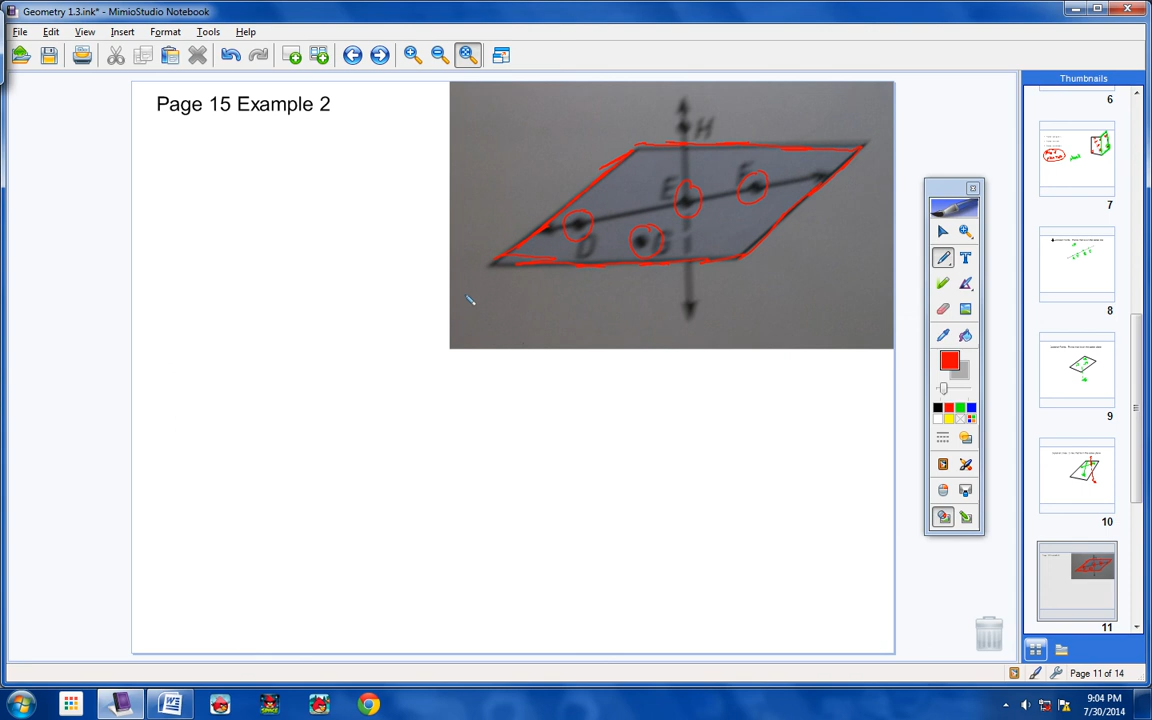 Geometry 1.3.ink* - MimioStudio Notebook
File Edit View Insert Format Tools Help
Page 15 Example 2
H
E
F
D
Thumbnails
6
7
8
9
10
11
Page 11 of 14
9:04 PM
7/30/2014